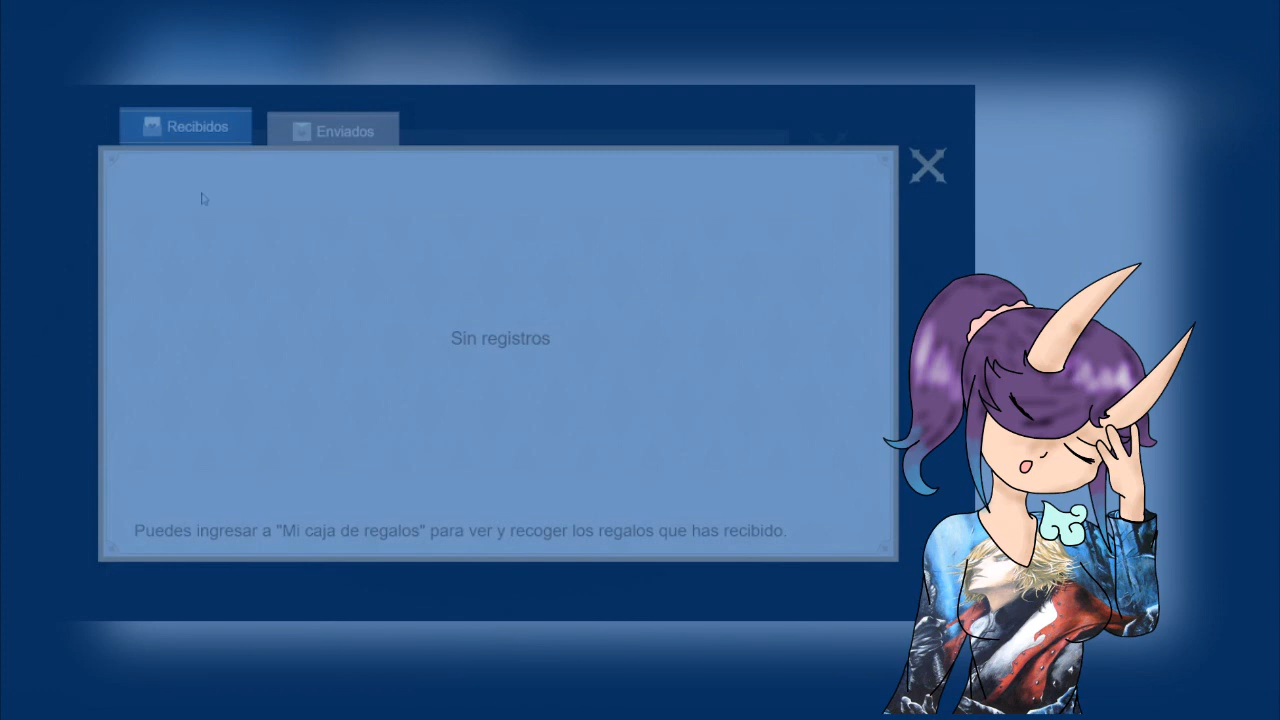 Recibidos
Enviados
Sin registros
Puedes ingresar a "Mi caja de regalos" para ver y recoger los regalos que has recibido.